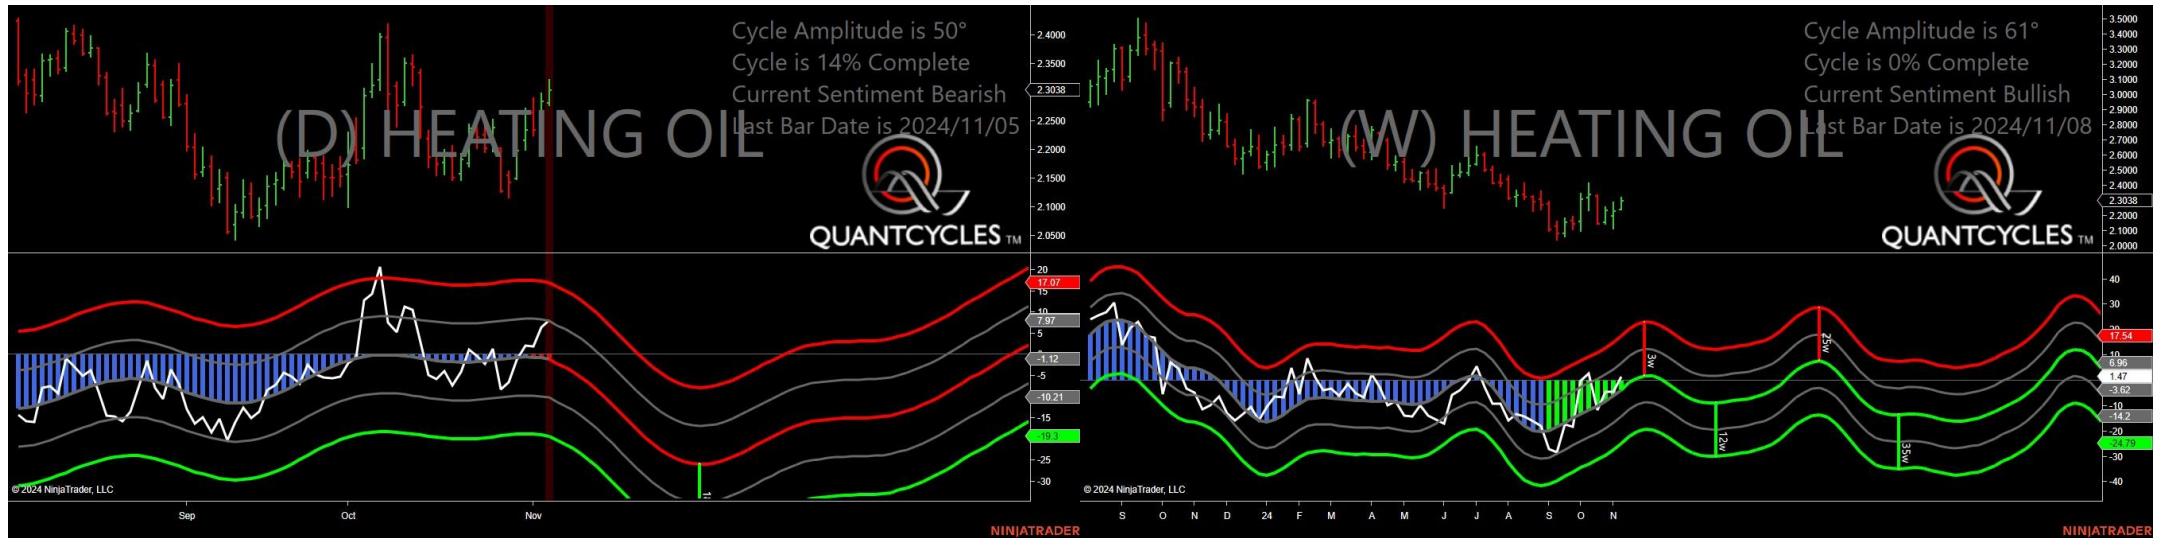 Cycle Amplitude is 50°
Cycle is 14% Complete
Current Sentiment Bearish
Last Bar Date is 2024/11/05
(D) HEATING OIL
QUANTCYCLES TM
2.4000
2.3500
2.3038
2.2500
2.2000
2.1500
2.1000
2.0500
20
17.07
15
10
7.97
5
-1.12
-5
-10.21
-15
-19.3
-25
-30
© 2024 NinjaTrader, LLC
Sep Oct Nov
NINJATRADER
Cycle Amplitude is 61°
Cycle is 0% Complete
Current Sentiment Bullish
Last Bar Date is 2024/11/08
(W) HEATING OIL
QUANTCYCLES TM
3.5000
3.4000
3.3000
3.2000
3.1000
3.0000
2.9000
2.8000
2.7000
2.6000
2.5000
2.4000
2.3038
2.2000
2.1000
2.0000
40
30
20
17.54
10
6.96
1.47
-3.62
-10
-14.2
-20
-24.79
-30
-40
3w
12w
25w
35w
© 2024 NinjaTrader, LLC
S O N D 24 F M A M J J A S O N
NINJATRADER